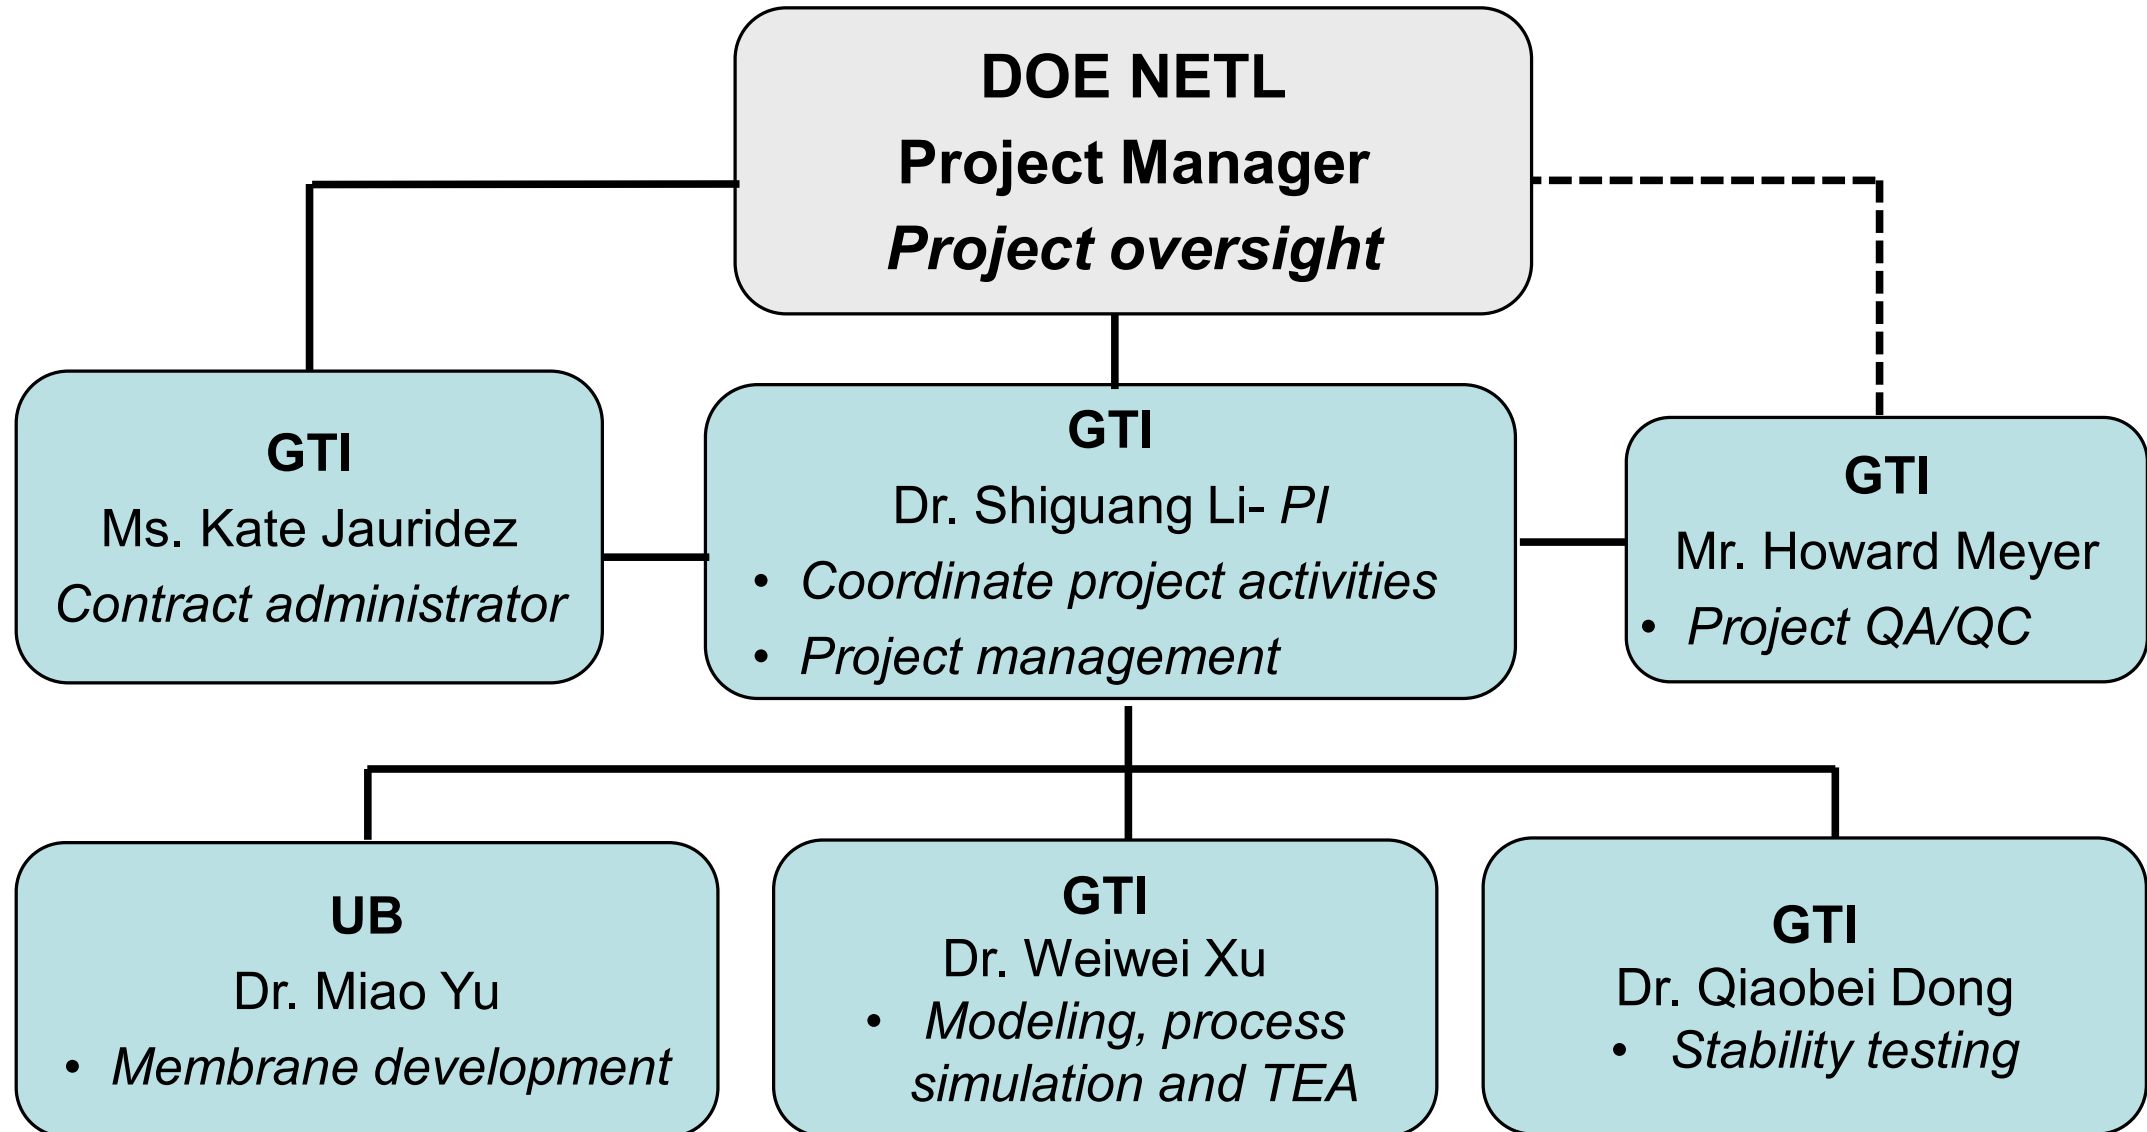 DOE NETL
Project Manager
Project oversight
GTI
Ms. Kate Jauridez
Contract administrator
GTI
Dr. Shiguang Li- PI
• Coordinate project activities
• Project management
GTI
Mr. Howard Meyer
• Project QA/QC
UB
Dr. Miao Yu
• Membrane development
GTI
Dr. Weiwei Xu
• Modeling, process
simulation and TEA
GTI
Dr. Qiaobei Dong
• Stability testing